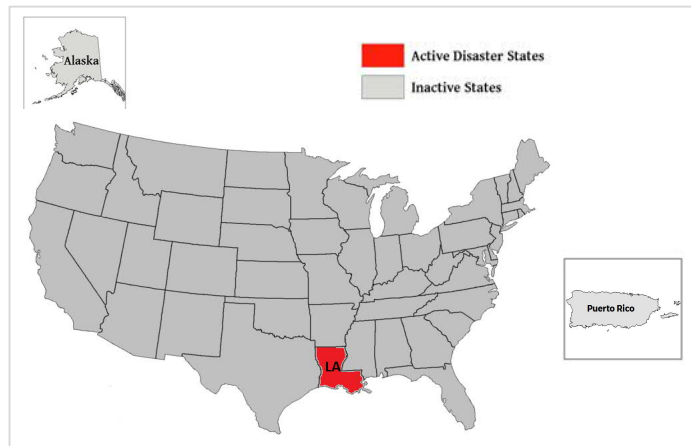 Alaska
Active Disaster States
Inactive States
Puerto Rico
LA